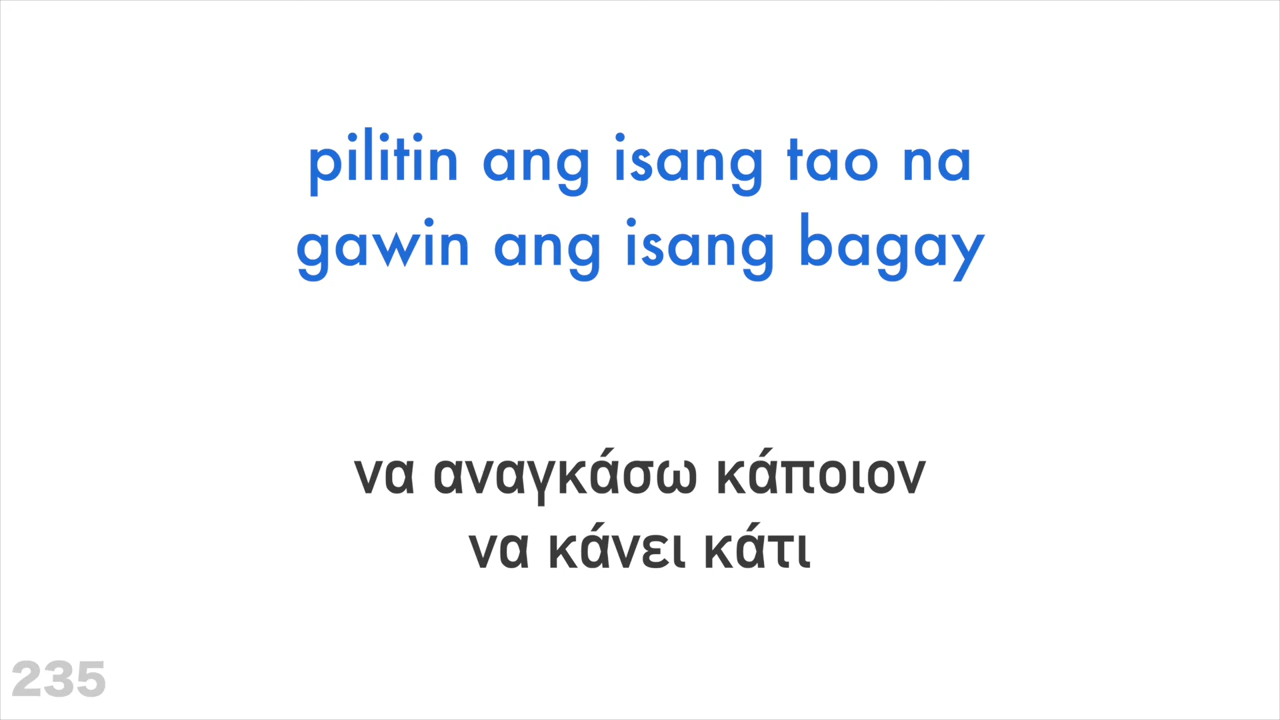 pilitin ang isang tao na
gawin ang isang bagay
να αναγκάσω κάποιον
να κάνει κάτι
235